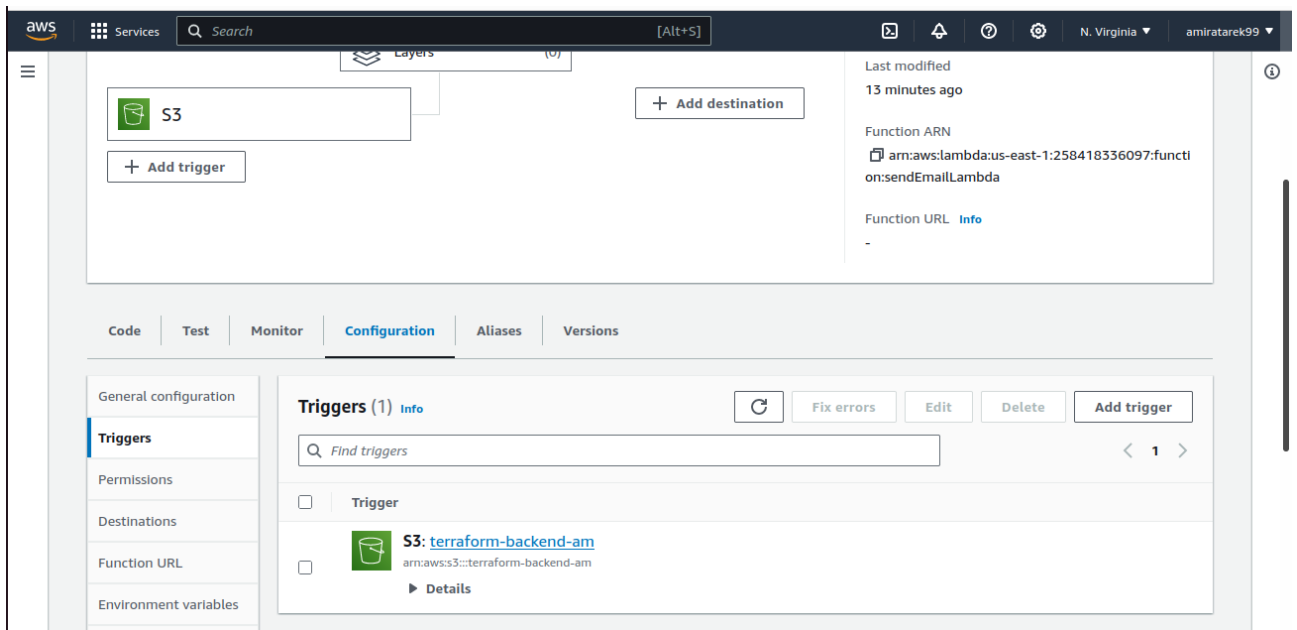 aws
Services
Search
[Alt+S]
N. Virginia ▼
amiratarek99 ▼
Layers
(0)
S3
+ Add trigger
+ Add destination
Last modified
13 minutes ago
Function ARN
arn:aws:lambda:us-east-1:258418336097:functi
on:sendEmailLambda
Function URL Info
-
Code
Test
Monitor
Configuration
Aliases
Versions
General configuration
Triggers
Permissions
Destinations
Function URL
Environment variables
Triggers (1) Info
Fix errors
Edit
Delete
Add trigger
Find triggers
1
Trigger
S3: terraform-backend-am
arn:aws:s3:::terraform-backend-am
Details